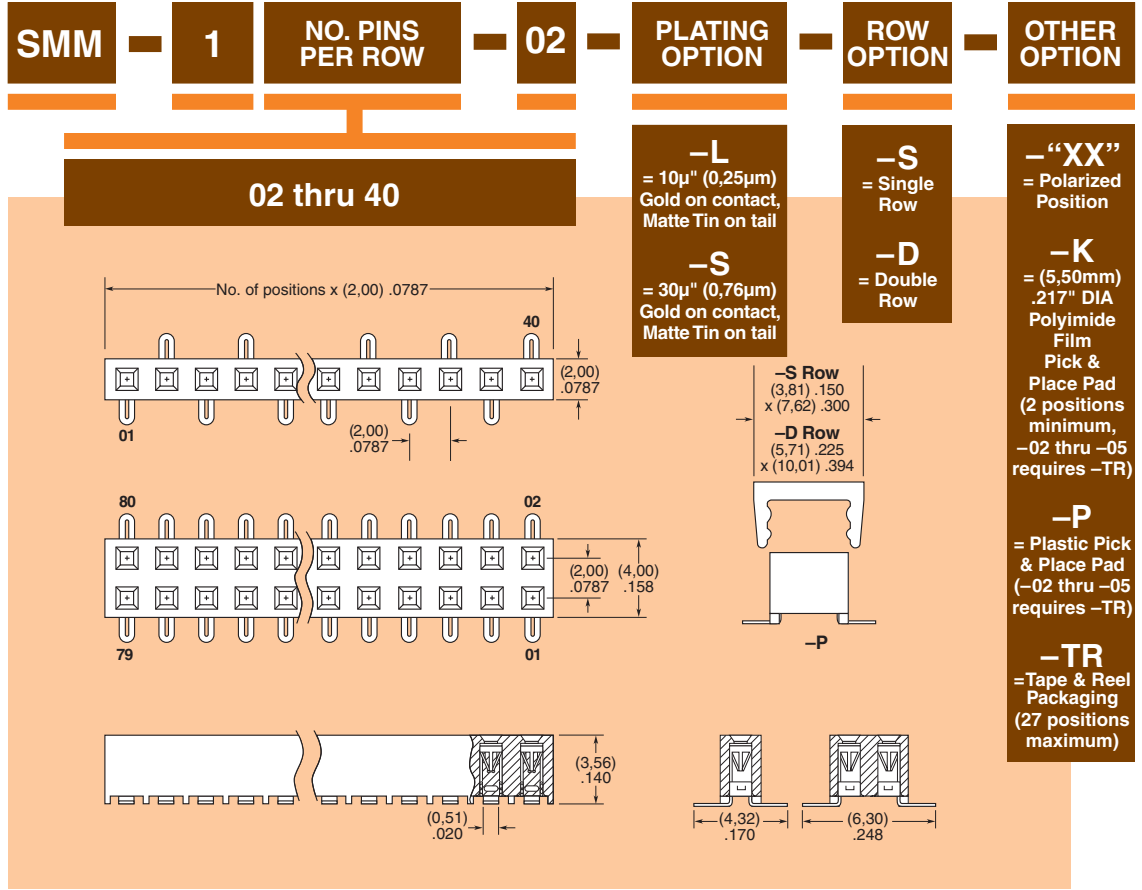 SMM – 1 NO. PINS PER ROW – 02 – PLATING OPTION – ROW OPTION – OTHER OPTION
02 thru 40
–L
= 10µ" (0,25µm)
Gold on contact,
Matte Tin on tail
–S
= 30µ" (0,76µm)
Gold on contact,
Matte Tin on tail
–S
= Single
Row
–D
= Double
Row
–“XX”
= Polarized
Position
–K
= (5,50mm)
.217" DIA
Polyimide
Film
Pick &
Place Pad
(2 positions
minimum,
–02 thru –05
requires –TR)
–P
= Plastic Pick
& Place Pad
(–02 thru –05
requires –TR)
–TR
=Tape & Reel
Packaging
(27 positions
maximum)
No. of positions x (2,00) .0787
40
(2,00)
.0787
01
(2,00)
.0787
–S Row
(3,81) .150
x (7,62) .300
–D Row
(5,71) .225
x (10,01) .394
–P
80
02
(2,00)
.0787
(4,00)
.158
79
01
(3,56)
.140
(0,51)
.020
(4,32)
.170
(6,30)
.248